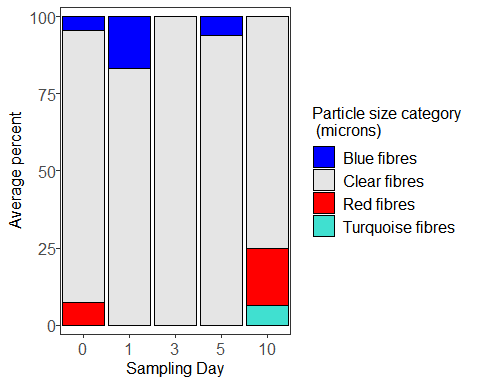 100
75
50
25
0
Average percent
0 1 3 5 10
Sampling Day
Particle size category
(microns)
Blue fibres
Clear fibres
Red fibres
Turquoise fibres